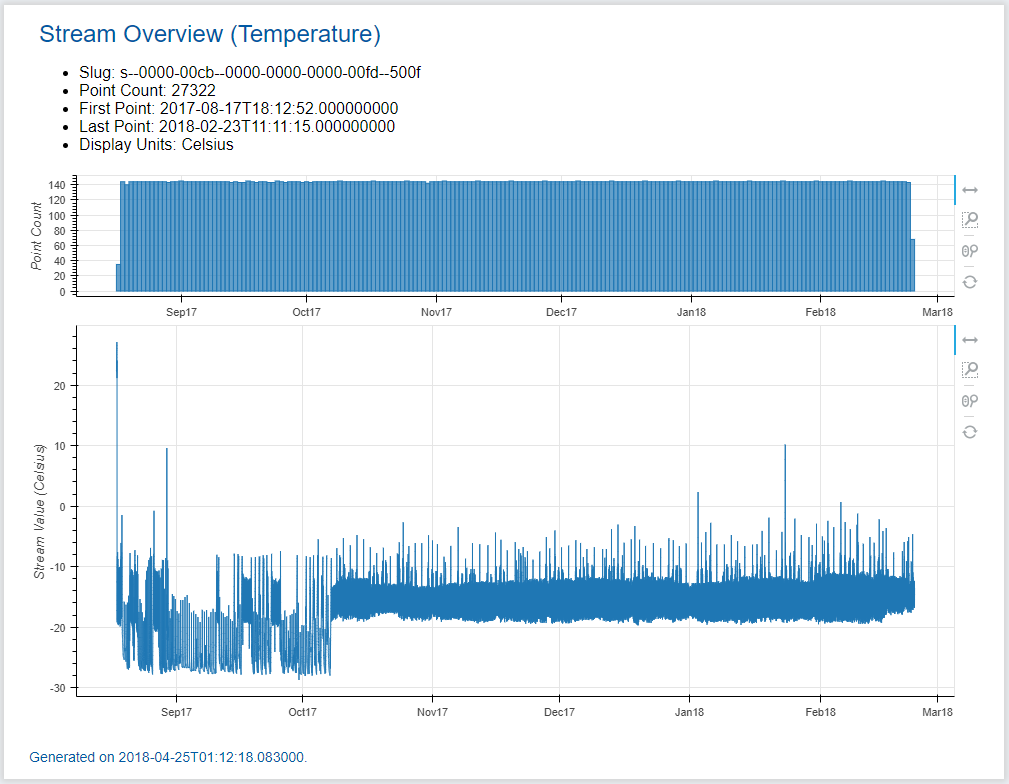 Stream Overview (Temperature)
Slug: s--0000-00cb--0000-0000-0000-00fd--500f
Point Count: 27322
First Point: 2017-08-17T18:12:52.000000000
Last Point: 2018-02-23T11:11:15.000000000
Display Units: Celsius
Point Count
140
120
100
80
60
40
20
0
Sep17 Oct17 Nov17 Dec17 Jan18 Feb18 Mar18
Stream Value (Celsius)
20
10
0
-10
-20
-30
Sep17 Oct17 Nov17 Dec17 Jan18 Feb18 Mar18
Generated on 2018-04-25T01:12:18.083000.